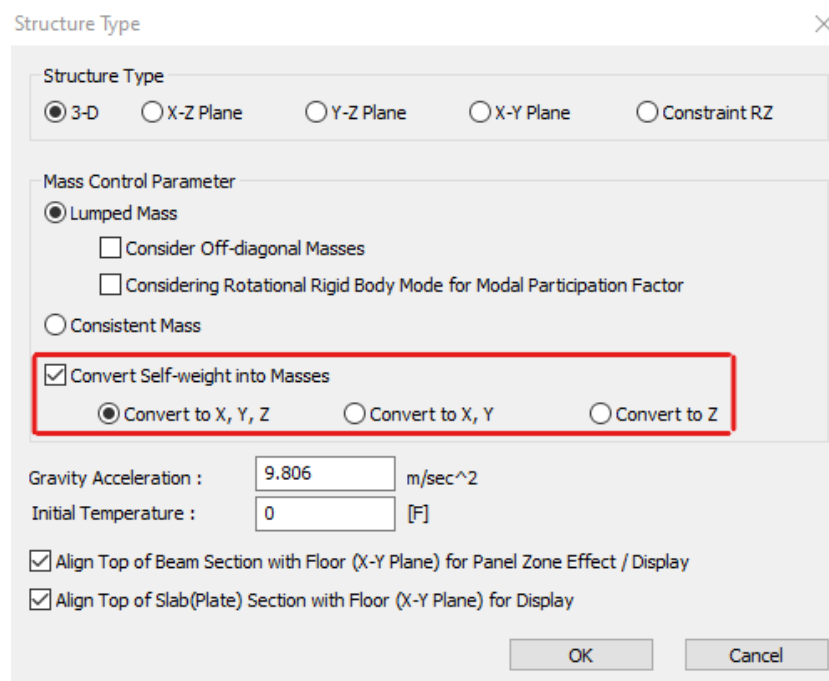 Structure Type
Structure Type
3-D X-Z Plane Y-Z Plane X-Y Plane Constraint RZ
Mass Control Parameter
Lumped Mass
Consider Off-diagonal Masses
Considering Rotational Rigid Body Mode for Modal Participation Factor
Consistent Mass
Convert Self-weight into Masses
Convert to X, Y, Z Convert to X, Y Convert to Z
Gravity Acceleration : 9.806 m/sec^2
Initial Temperature : 0 [F]
Align Top of Beam Section with Floor (X-Y Plane) for Panel Zone Effect / Display
Align Top of Slab(Plate) Section with Floor (X-Y Plane) for Display
OK Cancel